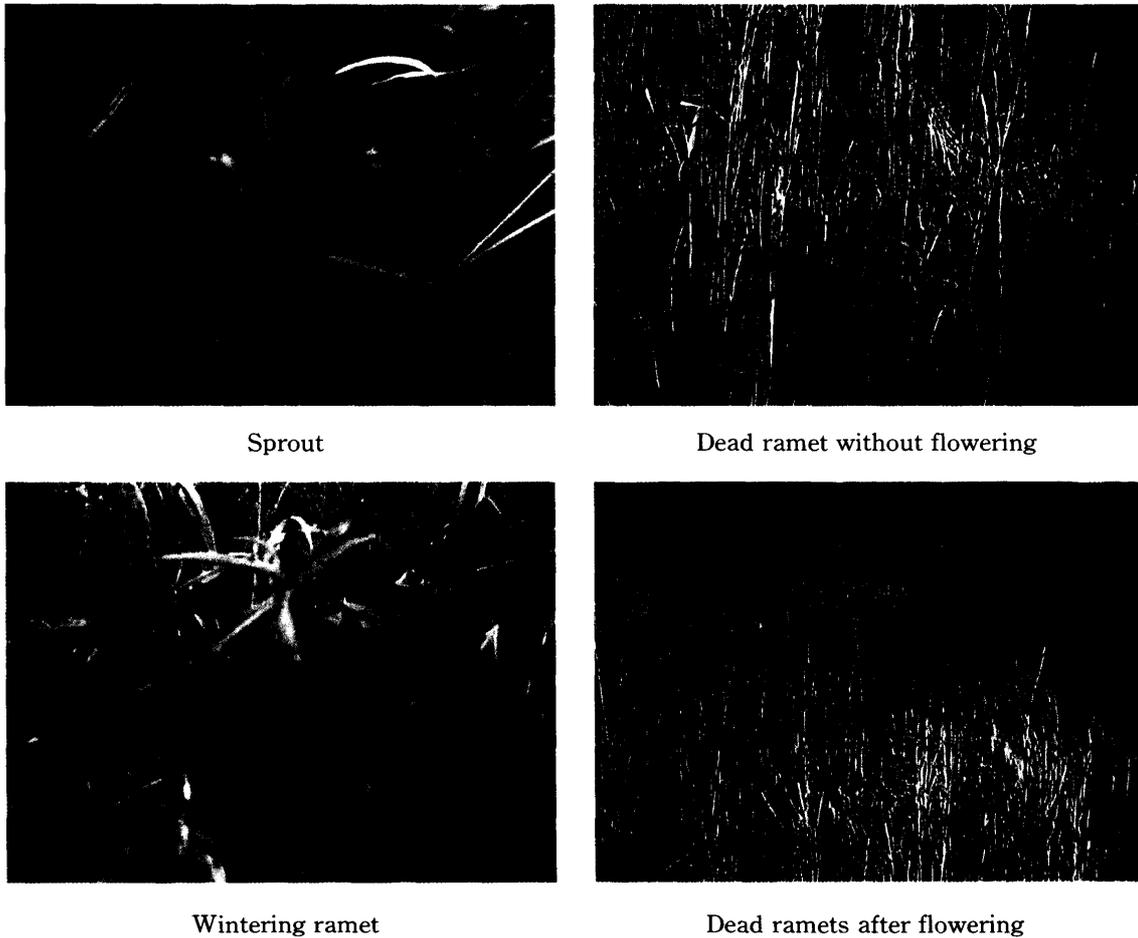 Sprout
Dead ramet without flowering
Wintering ramet
Dead ramets after flowering